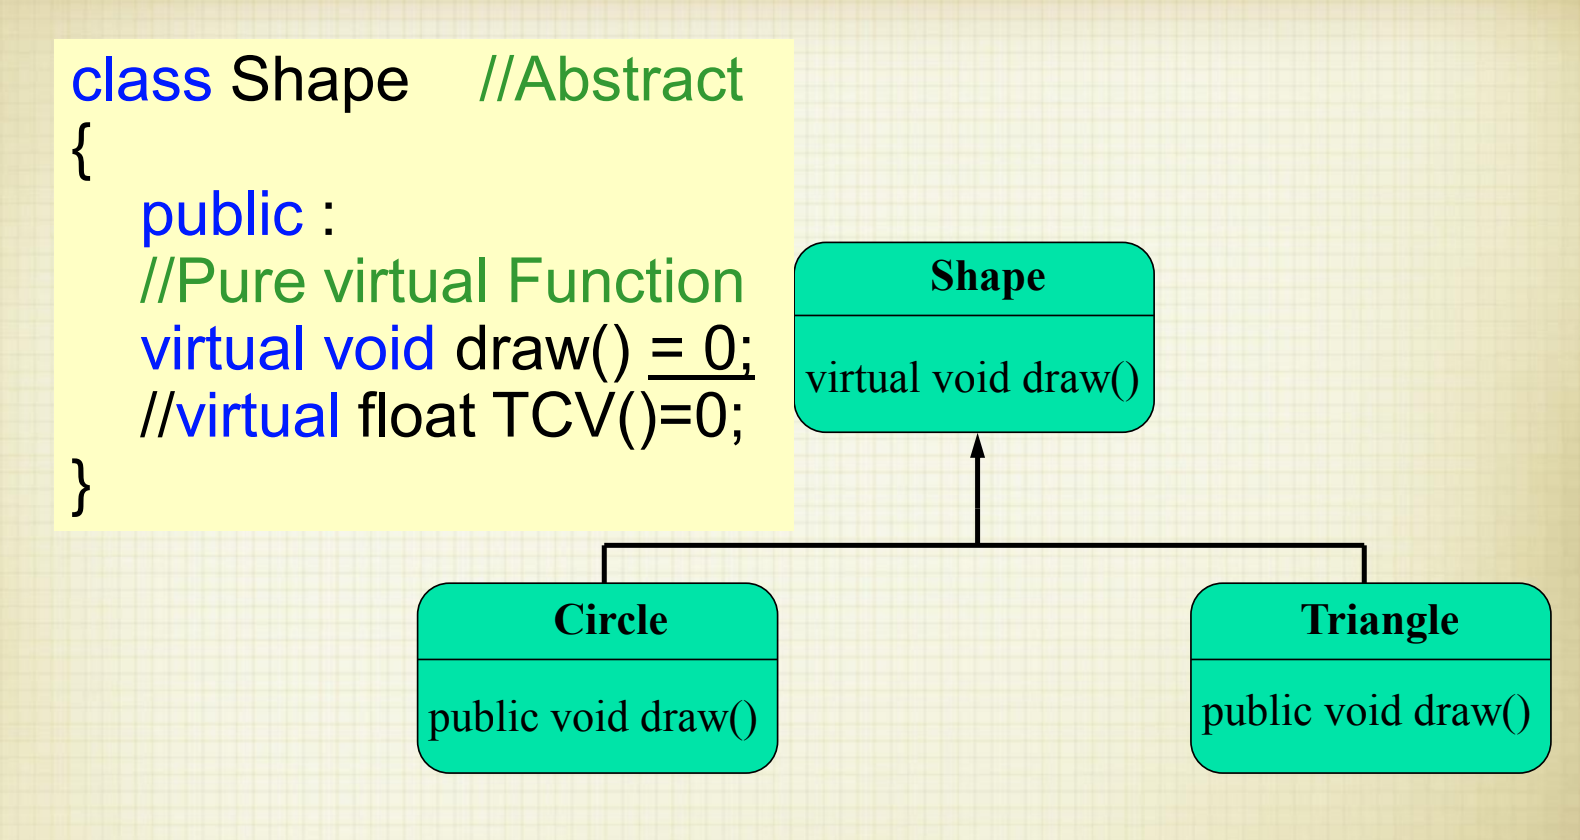 class Shape //Abstract
{
public :
//Pure virtual Function
virtual void draw() = 0;
//virtual float TCV()=0;
}
Shape
virtual void draw()
Circle
public void draw()
Triangle
public void draw()